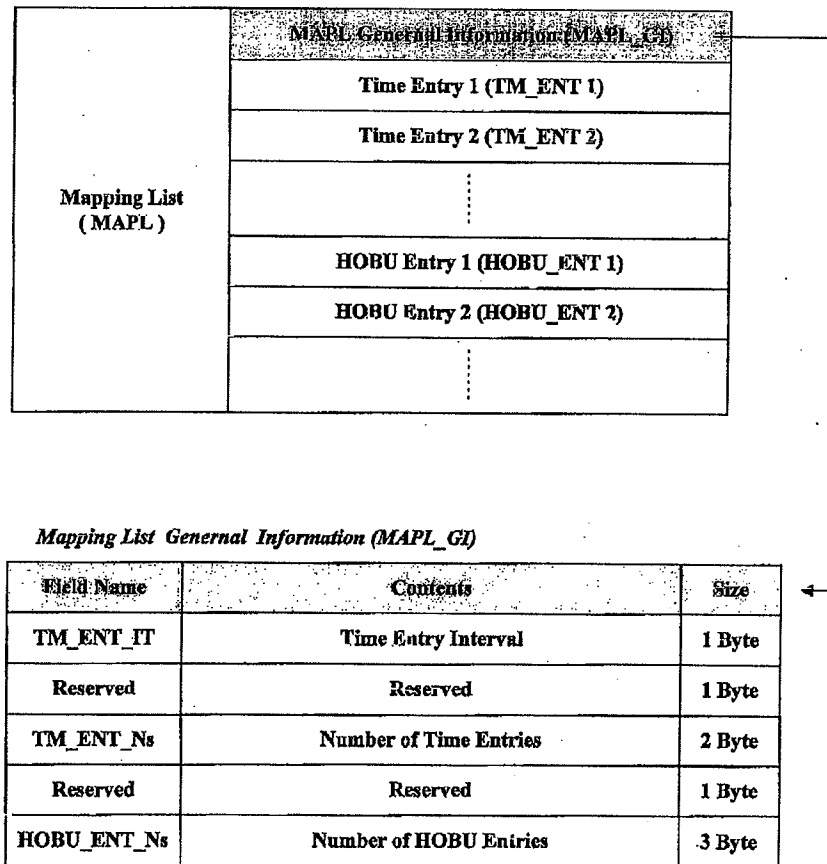 MAPL Genernal Information (MAPL_GI)
Time Entry 1 (TM_ENT 1)
Time Entry 2 (TM_ENT 2)
Mapping List
( MAPL )
HOBU Entry 1 (HOBU_ENT 1)
HOBU Entry 2 (HOBU_ENT 2)
Mapping List Genernal Information (MAPL_GI)
Field Name Contents Size
TM_ENT_IT Time Entry Interval 1 Byte
Reserved Reserved 1 Byte
TM_ENT_Ns Number of Time Entries 2 Byte
Reserved Reserved 1 Byte
HOBU_ENT_Ns Number of HOBU Entries 3 Byte